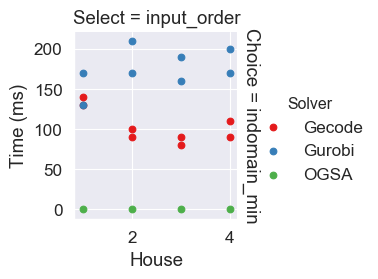 Select = input_order
Time (ms)
200
150
100
50
0
2
4
House
Choice = indomain_min
Solver
Gecode
Gurobi
OGSA